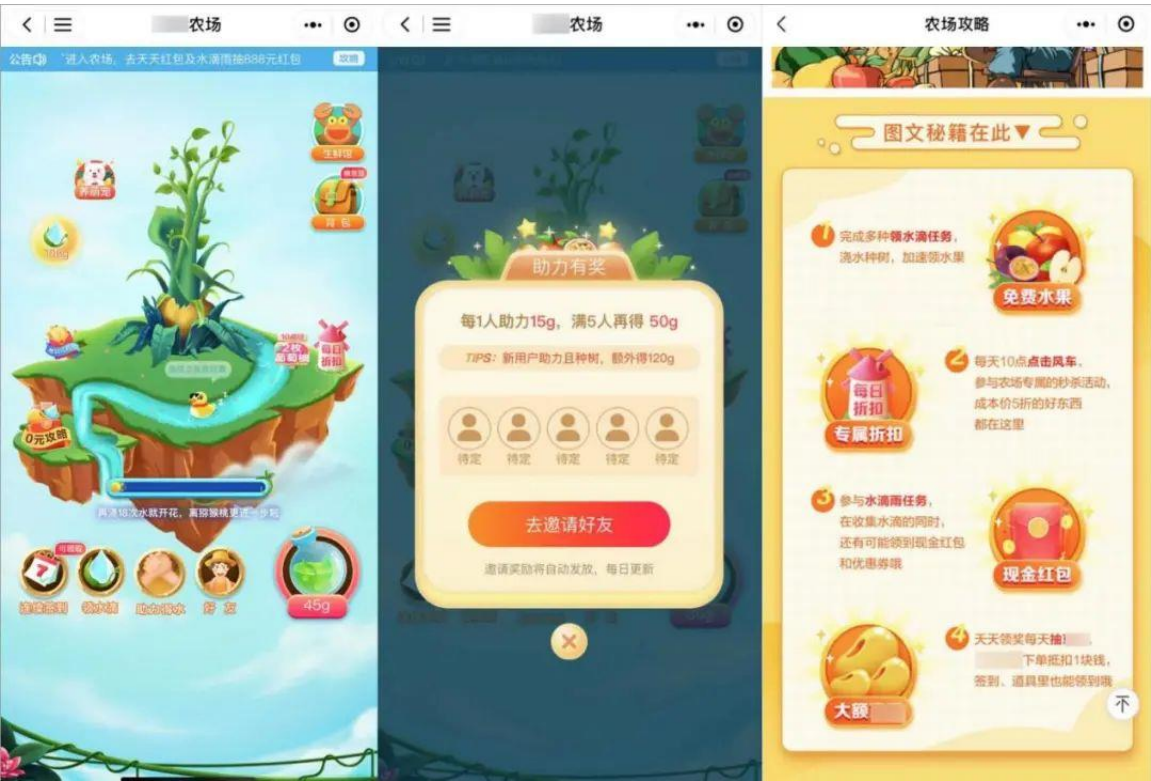 农场
公告
进入农场，去天天红包及水滴雨抽888元红包
攻略
生鲜馆
养萌宠
背包
每日
折扣
0元攻略
再浇18次水就开花，离猕猴桃更进一步啦
可领取
7
连续签到
领水滴
助力得水
好友
45g
农场
助力有奖
每1人助力15g，满5人再得 50g
TIPS：新用户助力且种树，额外得120g
待定
待定
待定
待定
待定
去邀请好友
邀请奖励将自动发放，每日更新
农场攻略
图文秘籍在此▼
1
完成多种领水滴任务，
浇水种树，加速领水果
免费水果
2
每天10点点击风车，
参与农场专属的秒杀活动，
成本价5折的好东西
都在这里
每日
折扣
专属折扣
3
参与水滴雨任务，
在收集水滴的同时，
还有可能领到现金红包
和优惠券哦
现金红包
4
天天领奖每天抽
，
下单抵扣1块钱，
签到、道具里也能领到哦
大额